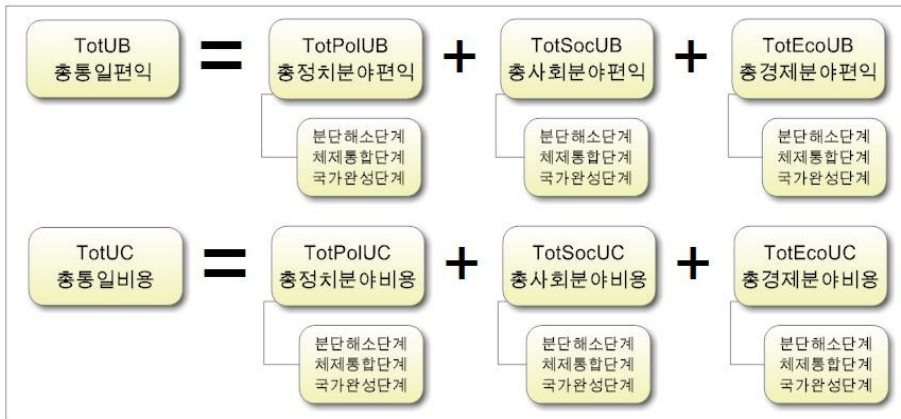 TotUB
총통일편익
=
TotPolUB
총정치분야편익
+
TotSocUB
총사회분야편익
+
TotEcoUB
총경제분야편익
분단해소단계
체제통합단계
국가완성단계
분단해소단계
체제통합단계
국가완성단계
분단해소단계
체제통합단계
국가완성단계
TotUC
총통일비용
=
TotPolUC
총정치분야비용
+
TotSocUC
총사회분야비용
+
TotEcoUC
총경제분야비용
분단해소단계
체제통합단계
국가완성단계
분단해소단계
체제통합단계
국가완성단계
분단해소단계
체제통합단계
국가완성단계